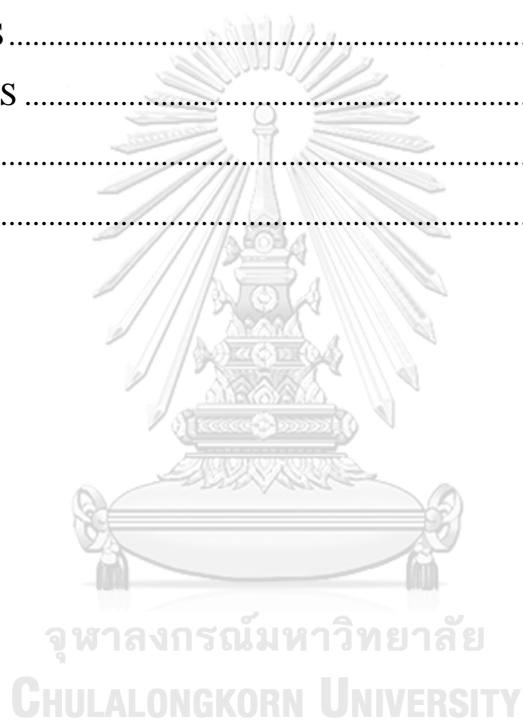 s..............................................................................
S............................................................................
................................................................................
................................................................................
จุฬาลงกรณ์มหาวิทยาลัย
CHULALONGKORN UNIVERSITY